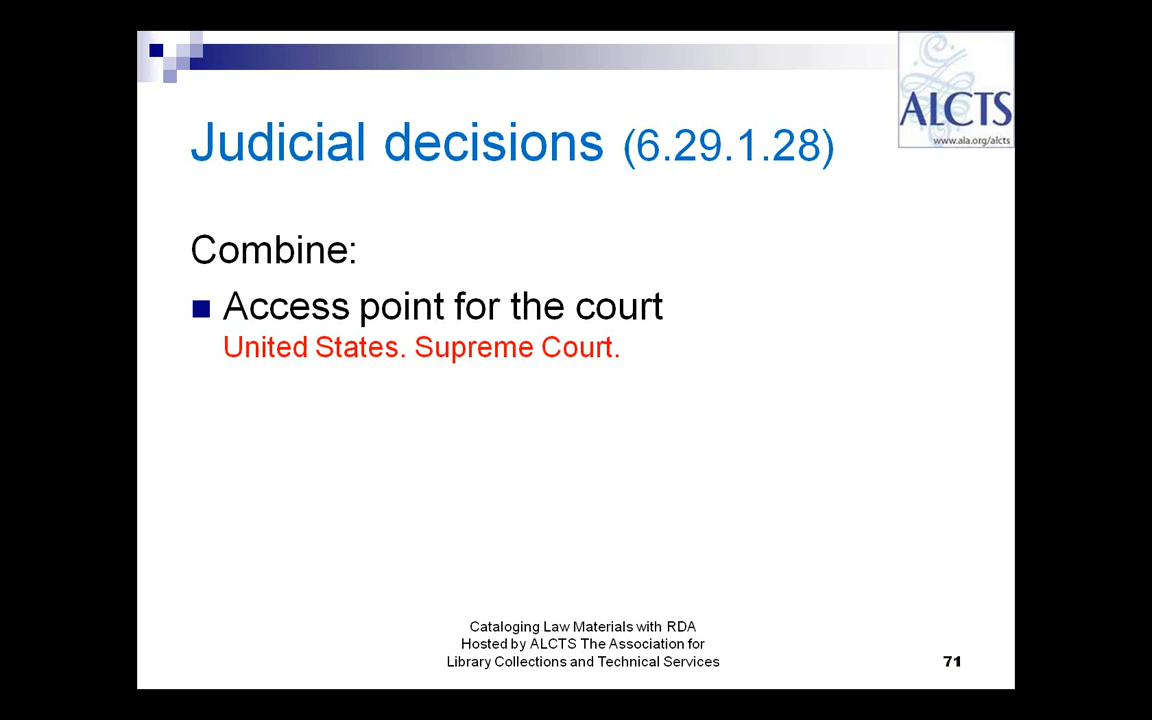 ALCTS
www.ala.org/alcts
Judicial decisions (6.29.1.28)
Combine:
Access point for the court
United States. Supreme Court.
Cataloging Law Materials with RDA
Hosted by ALCTS The Association for
Library Collections and Technical Services
71